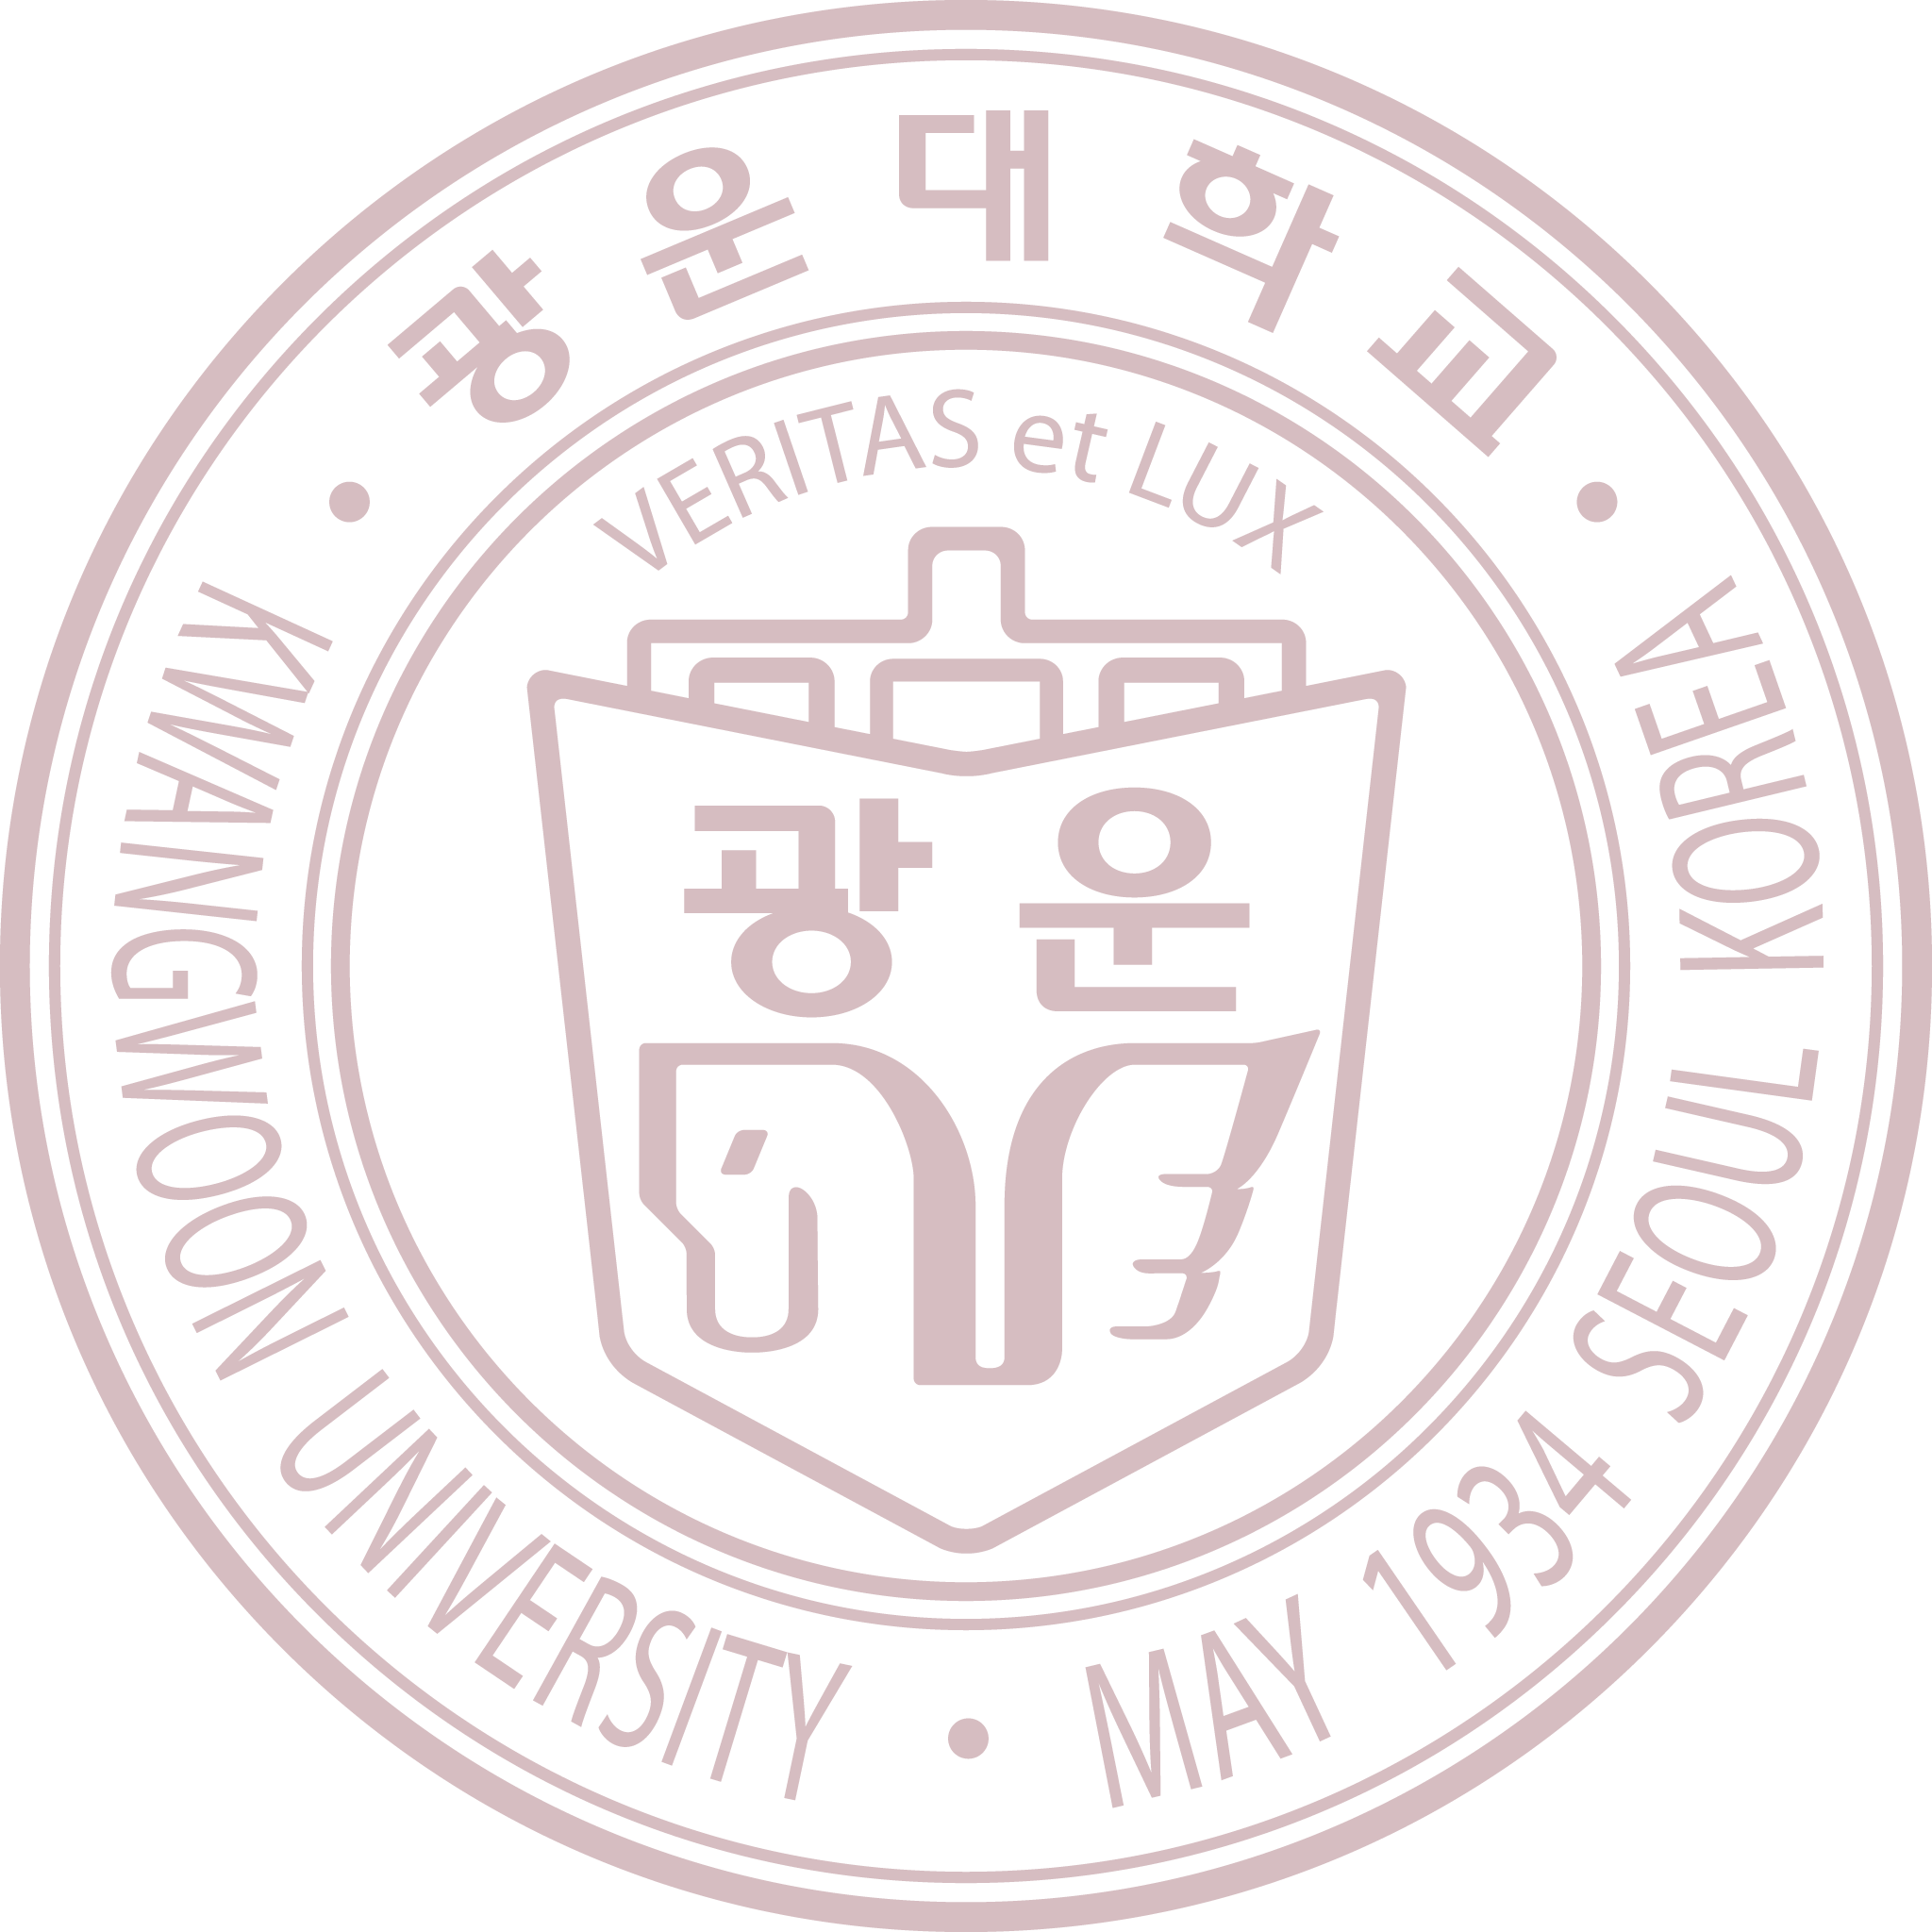 광운대학교
VERITAS et LUX
광운
KWANGWOON UNIVERSITY • MAY 1934 SEOUL KOREA